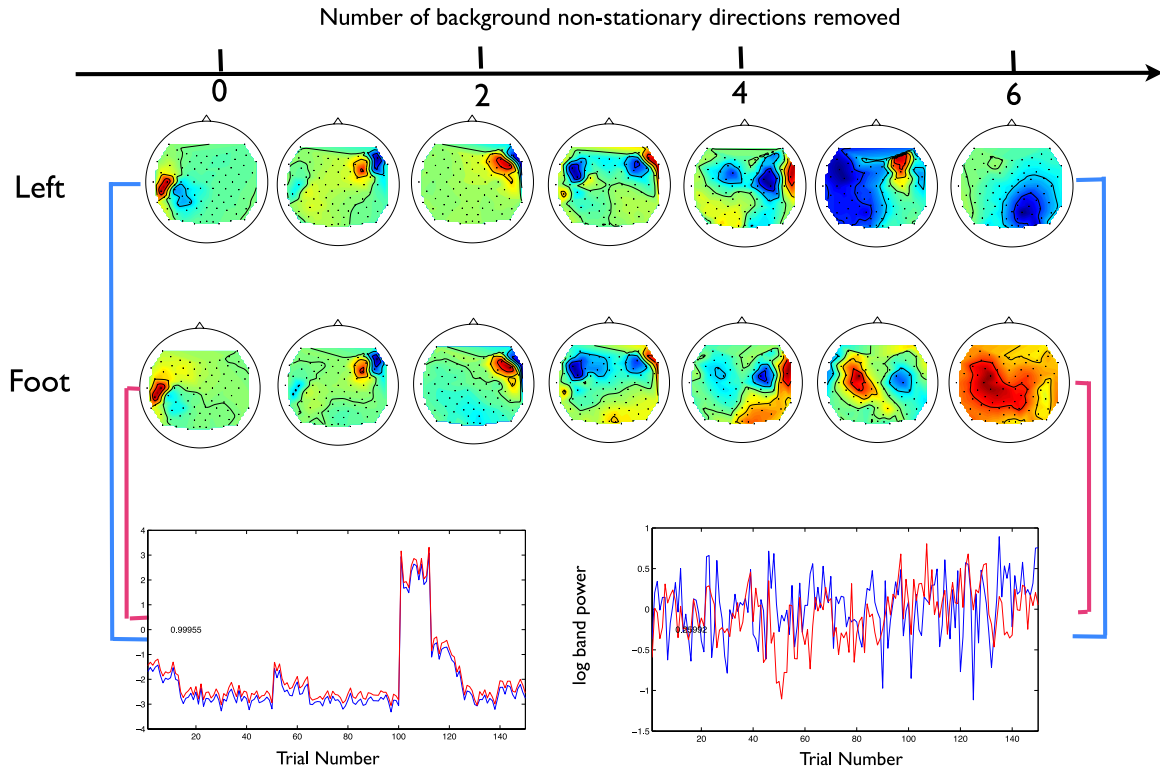 Number of background non-stationary directions removed
0 2 4 6
Left
Foot
4
3
2
1
0
−1
−2
−3
−4
0.99955
20 40 60 80 100 120 140
Trial Number
log band power
1
0.5
0
−0.5
−1
−1.5
20 40 60 80 100 120 140
Trial Number